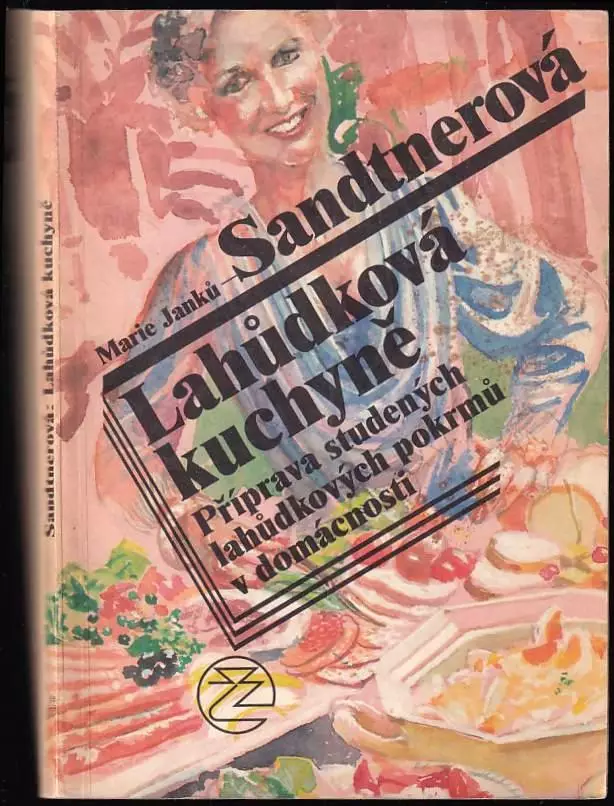 Marie Janků -
Sandtnerová
Lahůdková
kuchyně
Příprava studených
lahůdkových pokrmů
v domácnosti
Sandtnerová: Lahůdková kuchyně